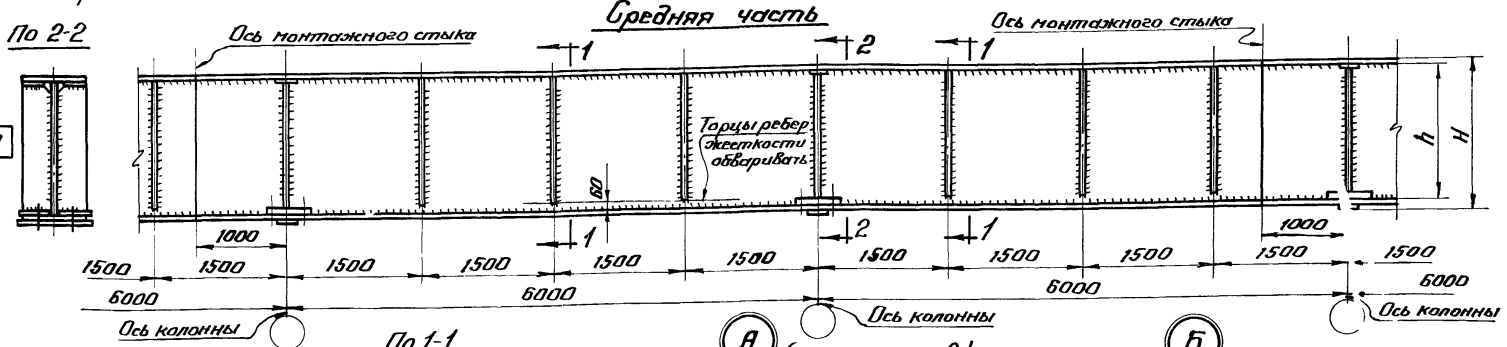 Средняя часть
По 2-2
Ось монтажного стыка
1
2
1
Ось монтажного стыка
Торцы ребер
жесткости
обваривать
60
h
H
1000
1
2
1
1000
1500
1500
1500
1500
1500
1500
1500
1500
1500
1500
1500
6000
6000
6000
6000
Ось колонны
Ось колонны
Ось колонны
По 1-1
А
Б